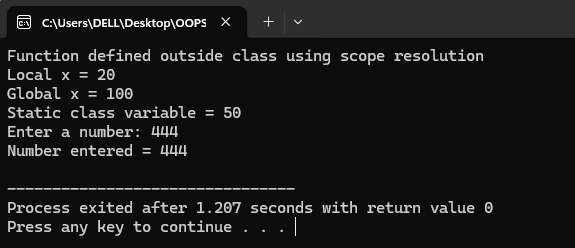 C:\Users\DELL\Desktop\OOPS
Function defined outside class using scope resolution
Local x = 20
Global x = 100
Static class variable = 50
Enter a number: 444
Number entered = 444
--------------------------------
Process exited after 1.207 seconds with return value 0
Press any key to continue . . .